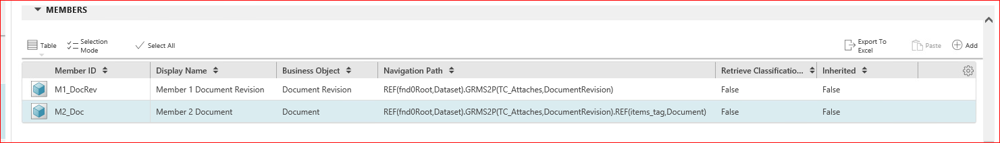 MEMBERS
Table Selection Mode Select All Export To Excel Paste Add
Member ID Display Name Business Object Navigation Path Retrieve Classificatio... Inherited
M1_DocRev Member 1 Document Revision Document Revision REF(fnd0Root,Dataset).GRMS2P(TC_Attaches,DocumentRevision) False False
M2_Doc Member 2 Document Document REF(fnd0Root,Dataset).GRMS2P(TC_Attaches,DocumentRevision).REF(items_tag,Document) False False